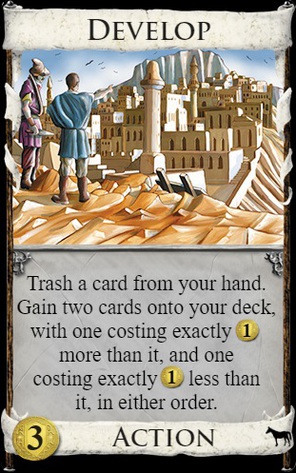 DEVELOP
Trash a card from your hand.
Gain two cards onto your deck,
with one costing exactly 1
more than it, and one
costing exactly 1 less than
it, in either order.
3 ACTION